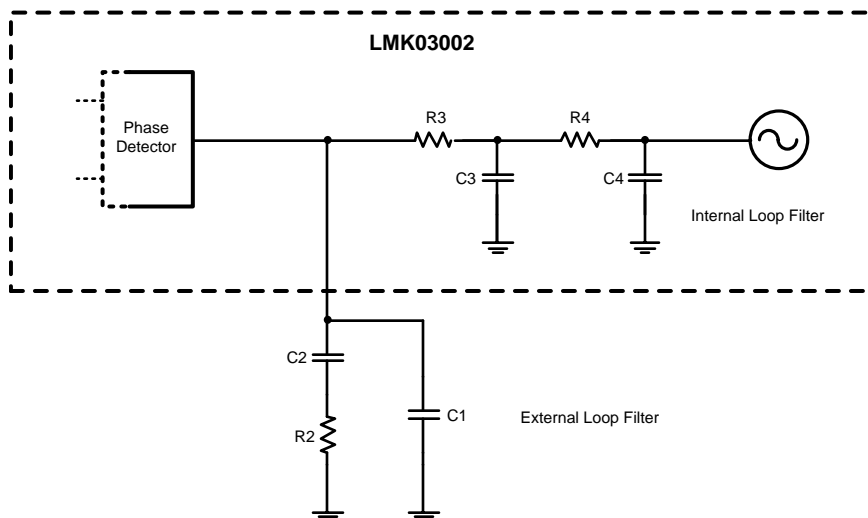 LMK03002
Phase
Detector
R3
R4
C3
C4
Internal Loop Filter
C2
C1
R2
External Loop Filter